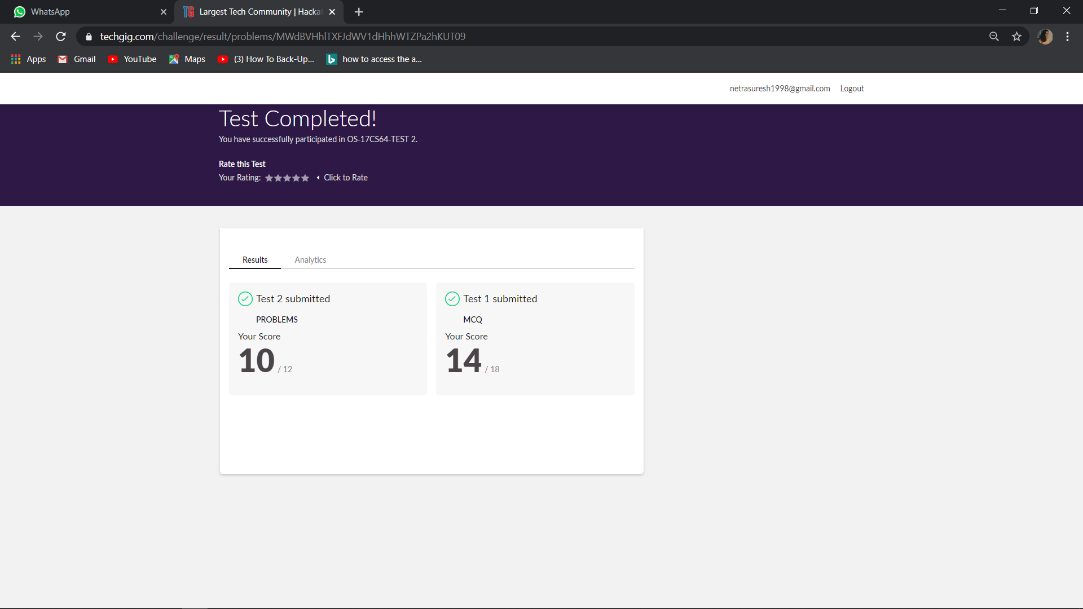 WhatsApp
Largest Tech Community | Hacka
techgig.com/challenge/result/problems/MWdBVHhlTXFJdWV1dHhhWTZPa2hKUT09
Apps Gmail YouTube Maps (3) How To Back-Up... how to access the a...
netrasuresh1998@gmail.com Logout
Test Completed!
You have successfully participated in OS-17CS64-TEST 2.
Rate this Test
Your Rating: Click to Rate
Results Analytics
Test 2 submitted
PROBLEMS
Your Score
10 / 12
Test 1 submitted
MCQ
Your Score
14 / 18